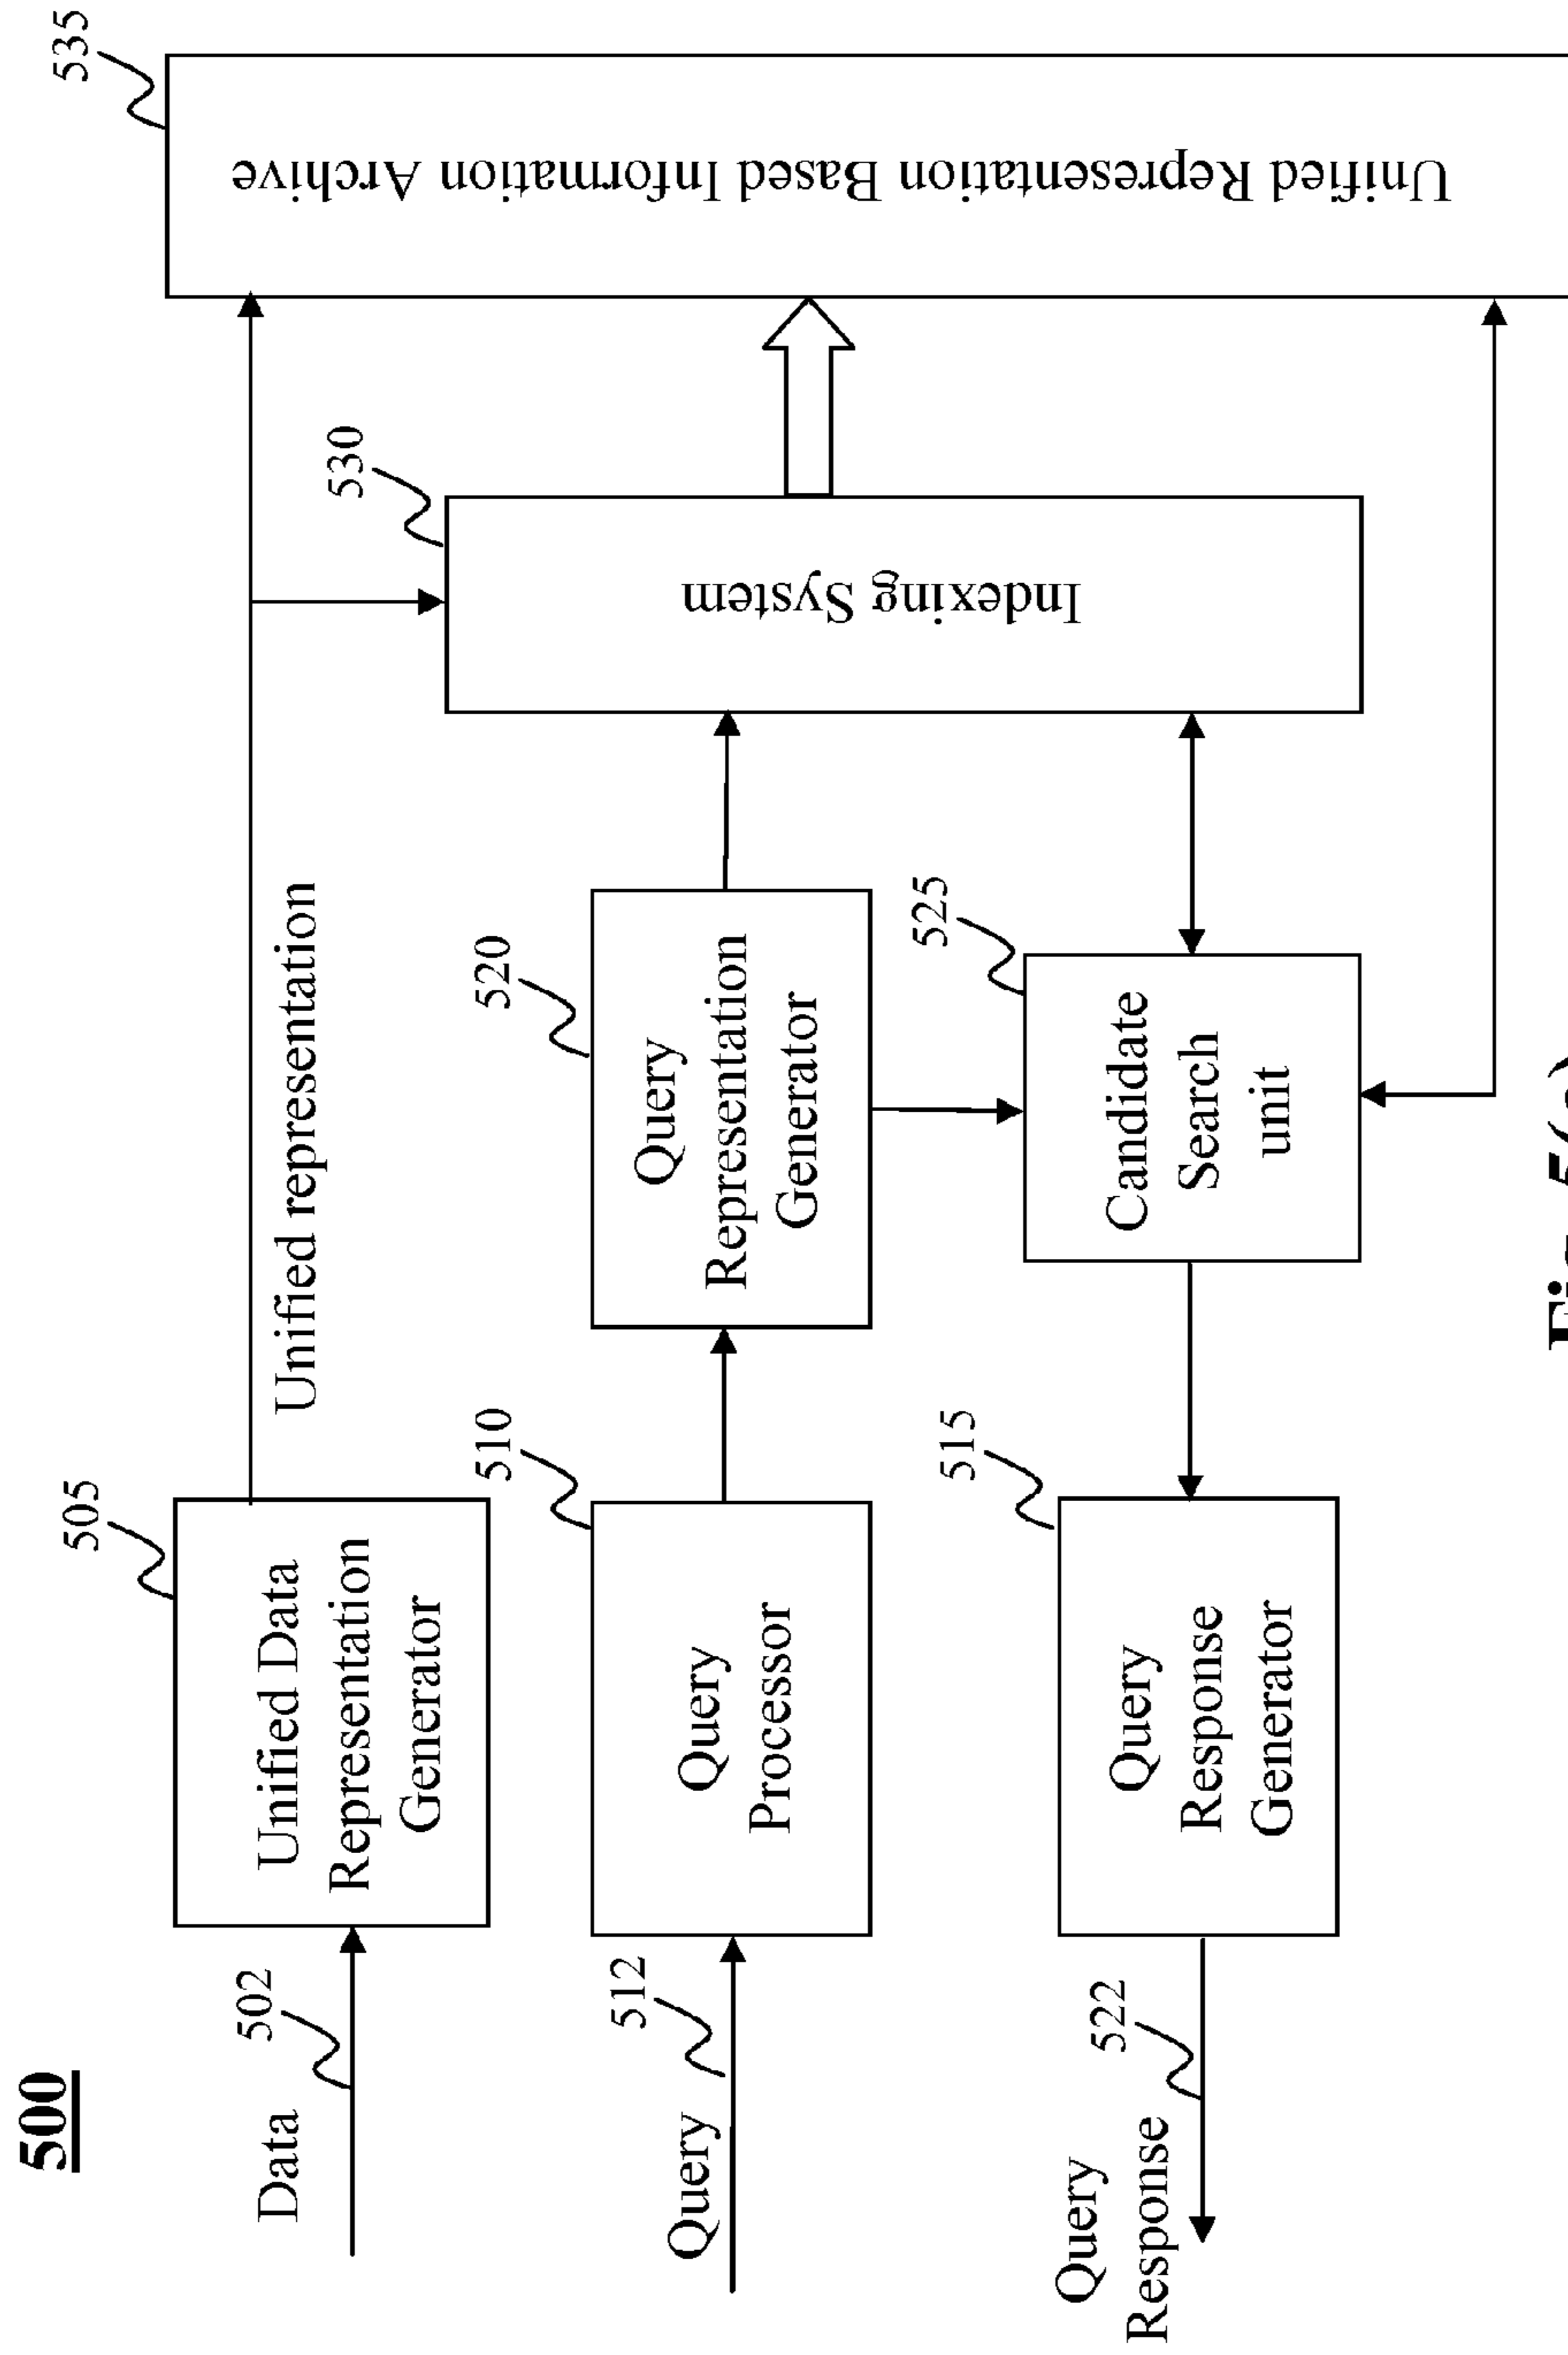 500
Data
502
Unified Data
Representation
Generator
505
Unified representation
Query
512
Query
Processor
510
Query
Representation
Generator
520
Query
Response
522
Query
Response
Generator
515
Candidate
Search
unit
525
Indexing System
530
Unified Representation Based Information Archive
535